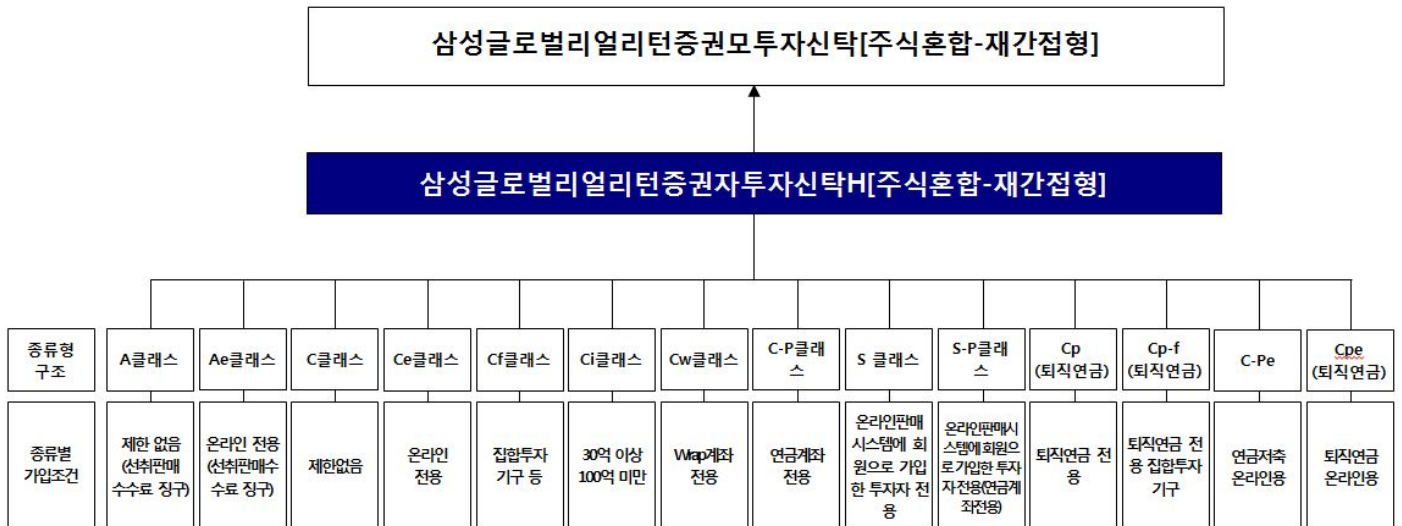 삼성글로벌리얼리턴증권모투자신탁[주식혼합-재간접형]
삼성글로벌리얼리턴증권자투자신탁H[주식혼합-재간접형]
종류형
구조
A클래스
Ae클래스
C클래스
Ce클래스
Cf클래스
Ci클래스
Cw클래스
C-P클래
스
S 클래스
S-P클래
스
Cp
(퇴직연금)
Cp-f
(퇴직연금)
C-Pe
Cpe
(퇴직연금)
종류별
가입조건
제한 없음
(선취판매
수수료 징구)
온라인 전용
(선취판매수
수료 징구)
제한없음
온라인
전용
집합투자
기구 등
30억 이상
100억 미만
Wrap계좌
전용
연금계좌
전용
온라인판매
시스템에 회
원으로 가입
한 투자자 전
용
온라인판매시
스템에 회원으
로 가입한 투자
자 전용(연금계
좌전용)
퇴직연금 전
용
퇴직연금 전
용 집합투자
기구
연금저축
온라인용
퇴직연금
온라인용